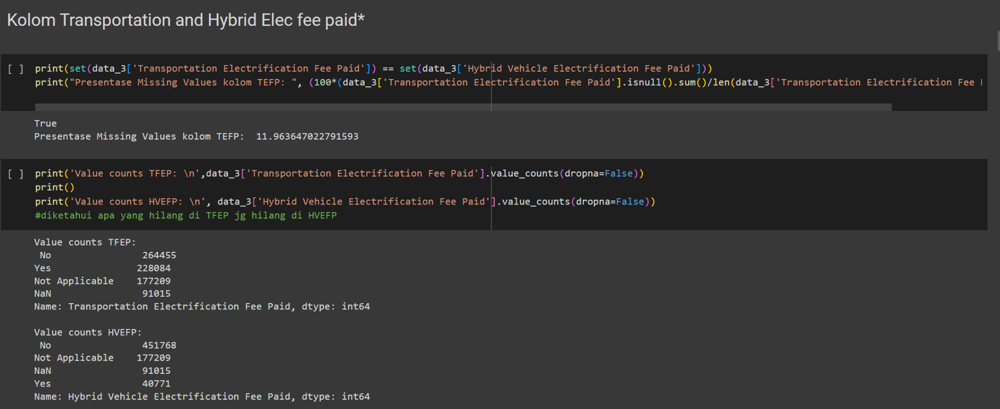 Kolom Transportation and Hybrid Elec fee paid*
[ ] print(set(data_3['Transportation Electrification Fee Paid']) == set(data_3['Hybrid Vehicle Electrification Fee Paid']))
print("Presentase Missing Values kolom TEFP: ", (100*(data_3['Transportation Electrification Fee Paid'].isnull().sum()/len(data_3['Transportation Electrification Fee
True
Presentase Missing Values kolom TEFP:  11.963647022791593
[ ] print('Value counts TFEP: \n',data_3['Transportation Electrification Fee Paid'].value_counts(dropna=False))
print()
print('Value counts HVEFP: \n', data_3['Hybrid Vehicle Electrification Fee Paid'].value_counts(dropna=False))
#diketahui apa yang hilang di TFEP jg hilang di HVEFP
Value counts TFEP:
No                264455
Yes               228084
Not Applicable    177209
NaN                91015
Name: Transportation Electrification Fee Paid, dtype: int64
Value counts HVEFP:
No                451768
Not Applicable    177209
NaN                91015
Yes                40771
Name: Hybrid Vehicle Electrification Fee Paid, dtype: int64